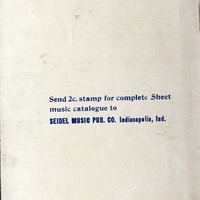 Send 2c. stamp for complete Sheet
music catalogue to
SEIDEL MUSIC PUB. CO. Indianapolis, Ind.